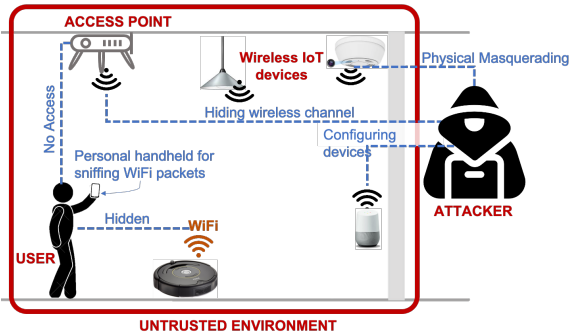 ACCESS POINT
Wireless IoT
devices
Physical Masquerading
Hiding wireless channel
No Access
Configuring
devices
Personal handheld for
sniffing WiFi packets
ATTACKER
Hidden
WiFi
USER
UNTRUSTED ENVIRONMENT